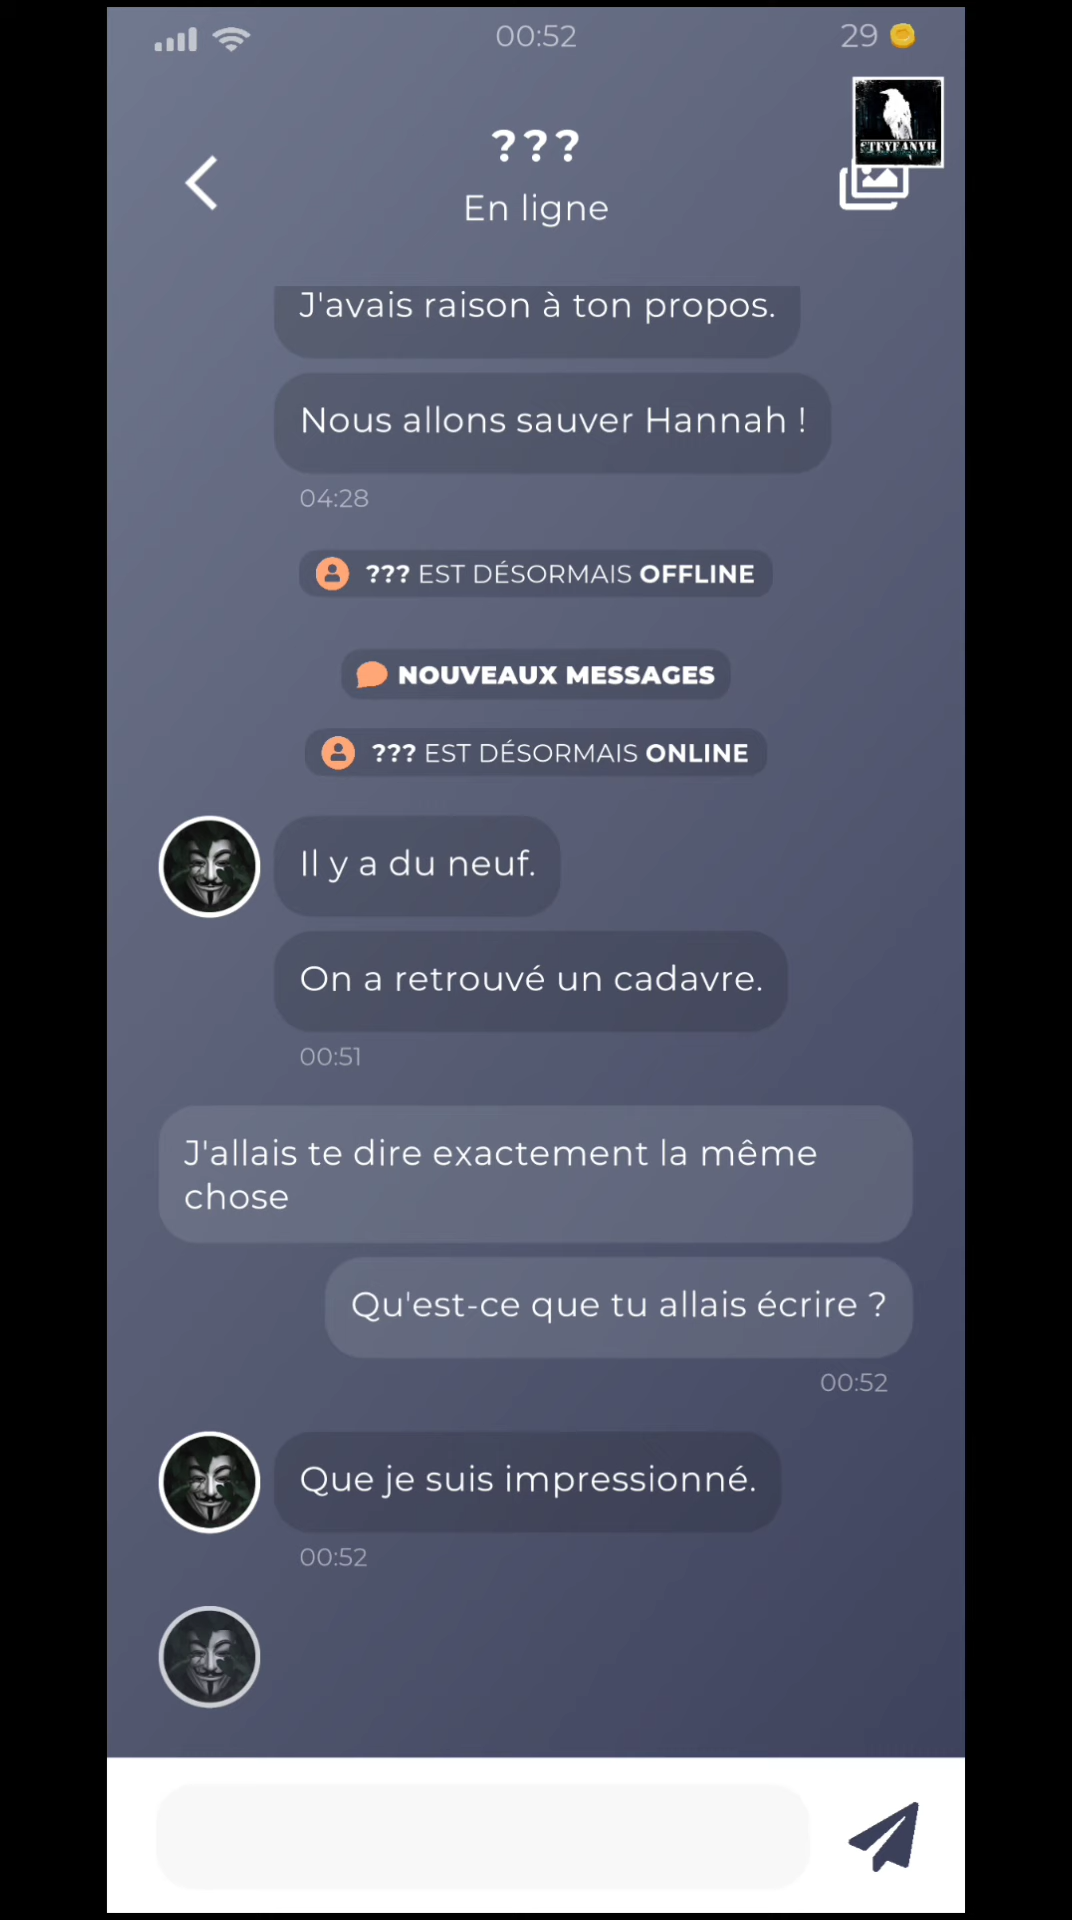 00:52
29
STEYFANYH
???
En ligne
J'avais raison à ton propos.
Nous allons sauver Hannah !
04:28
??? EST DÉSORMAIS OFFLINE
NOUVEAUX MESSAGES
??? EST DÉSORMAIS ONLINE
Il y a du neuf.
On a retrouvé un cadavre.
00:51
J'allais te dire exactement la même
chose
Qu'est-ce que tu allais écrire ?
00:52
Que je suis impressionné.
00:52